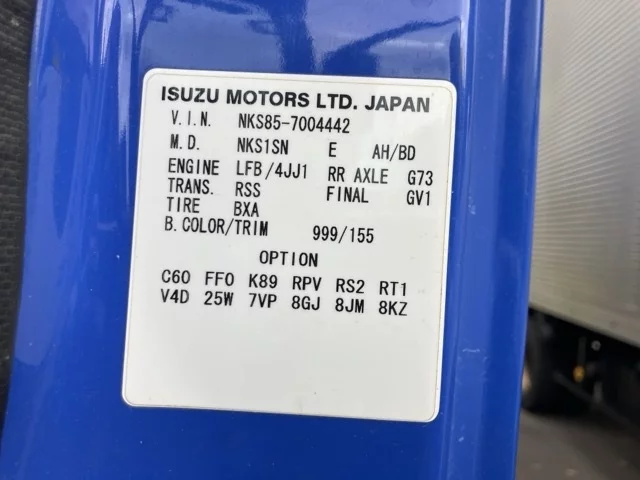 ISUZU MOTORS LTD. JAPAN
V.I.N. NKS85-7004442
M.D. NKS1SN E AH/BD
ENGINE LFB/4JJ1 RR AXLE G73
TRANS. RSS FINAL GV1
TIRE BXA
B.COLOR/TRIM 999/155
OPTION
C60 FF0 K89 RPV RS2 RT1
V4D 25W 7VP 8GJ 8JM 8KZ